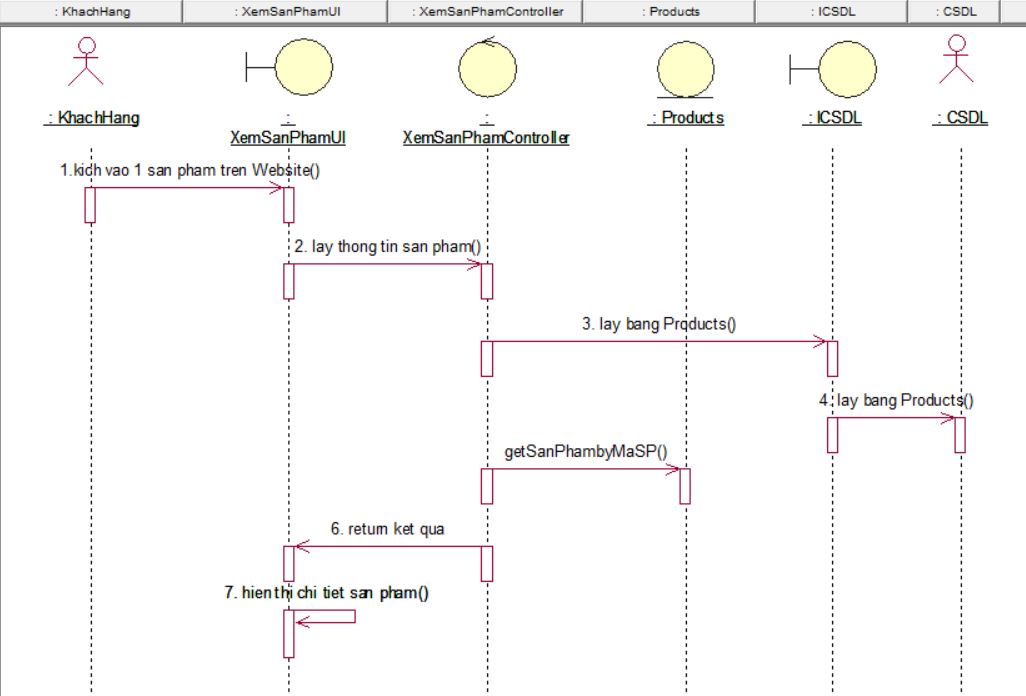 : KhachHang
: XemSanPhamUI
: XemSanPhamController
: Products
: ICSDL
: CSDL
: KhachHang
:
XemSanPhamUI
:
XemSanPhamController
: Products
: ICSDL
: CSDL
1.kich vao 1 san pham tren Website()
2. lay thong tin san pham()
3. lay bang Products()
4. lay bang Products()
getSanPhambyMaSP()
6. return ket qua
7. hien thi chi tiet san pham()